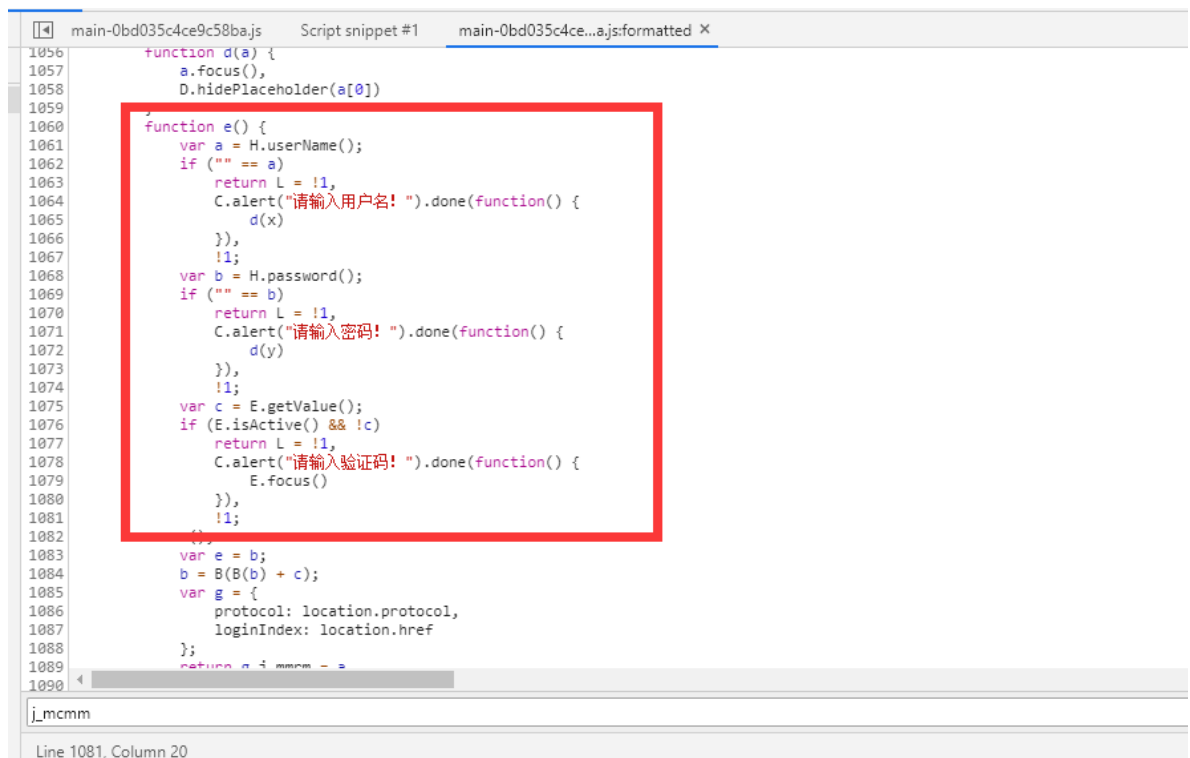 main-0bd035c4ce9c58ba.js Script snippet #1 main-0bd035c4ce...a.js:formatted ×
1056 function d(a) {
1057 a.focus(),
1058 D.hidePlaceholder(a[0])
1059 }
1060 function e() {
1061 var a = H.userName();
1062 if ("" == a)
1063 return L = !1,
1064 C.alert("请输入用户名! ").done(function() {
1065 d(x)
1066 }),
1067 !1;
1068 var b = H.password();
1069 if ("" == b)
1070 return L = !1,
1071 C.alert("请输入密码! ").done(function() {
1072 d(y)
1073 }),
1074 !1;
1075 var c = E.getValue();
1076 if (E.isActive() && !c)
1077 return L = !1,
1078 C.alert("请输入验证码! ").done(function() {
1079 E.focus()
1080 }),
1081 !1;
1082 ();
1083 var e = b;
1084 b = B(B(b) + c);
1085 var g = {
1086 protocol: location.protocol,
1087 loginIndex: location.href
1088 };
1089 return g.j_mmrm = a
1090
j_mcmm
Line 1081, Column 20